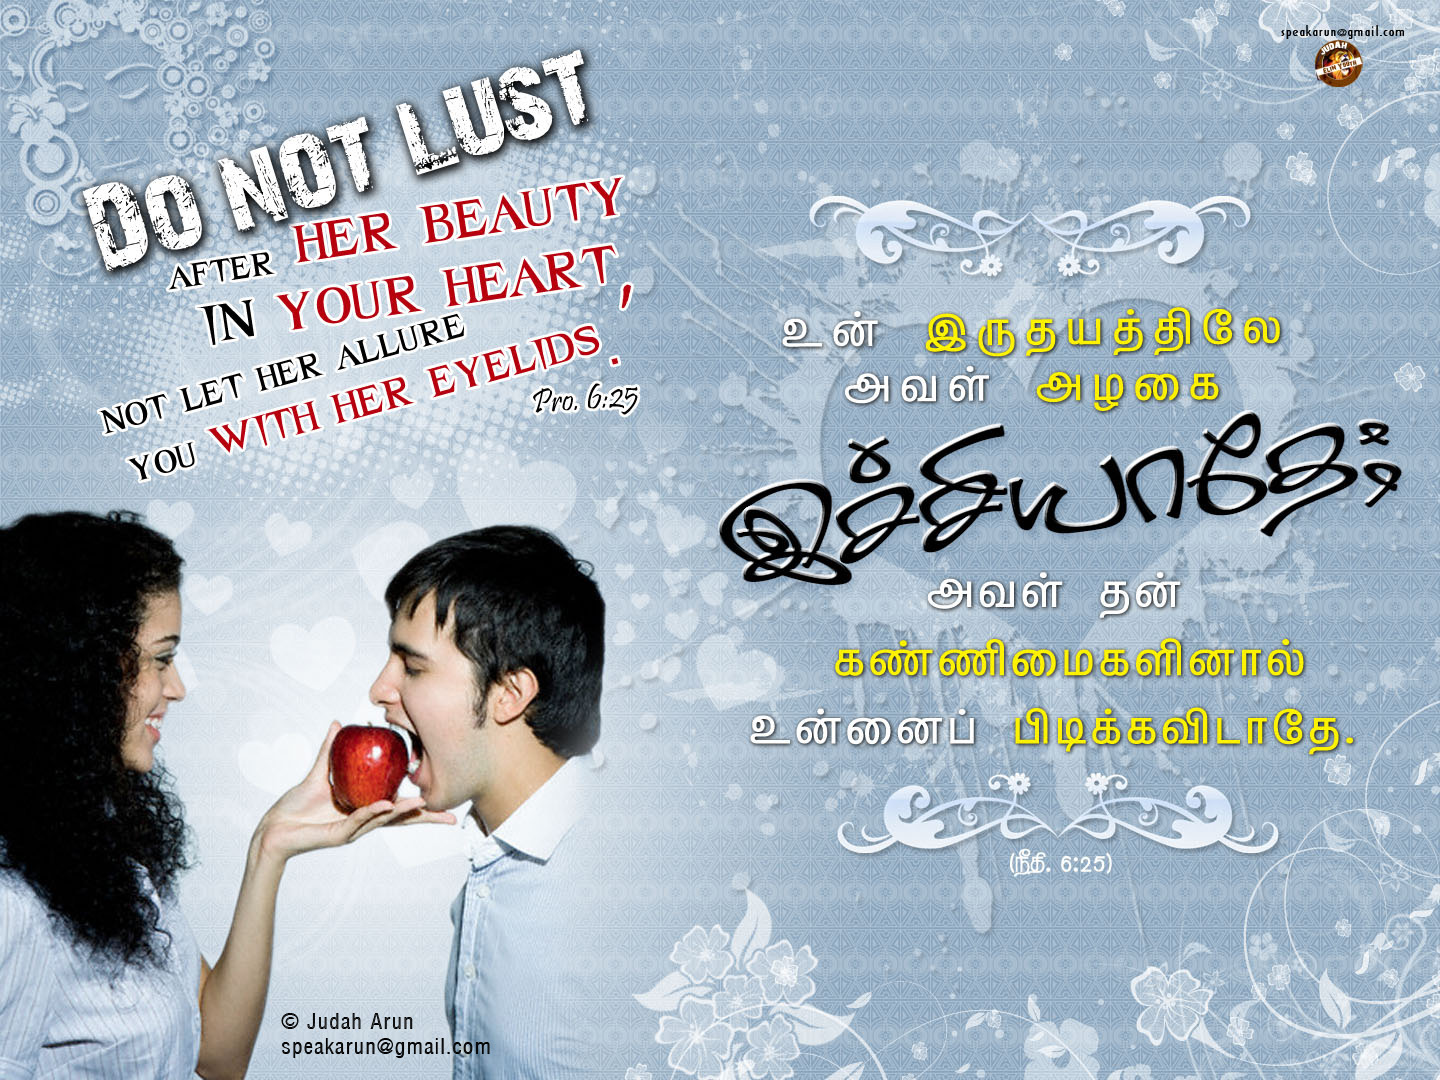 speakarun@gmail.com
JUDAH
ELIM YOUTH
DO NOT LUST
AFTER HER BEAUTY
IN YOUR HEART,
NOT LET HER ALLURE
YOU WITH HER EYELIDS.
Pro. 6:25
உன் இருதயத்திலே
அவள் அழகை
இச்சியாதே;
அவள் தன்
கண்ணிமைகளினால்
உன்னைப் பிடிக்கவிடாதே.
(நீதி. 6:25)
© Judah Arun
speakarun@gmail.com